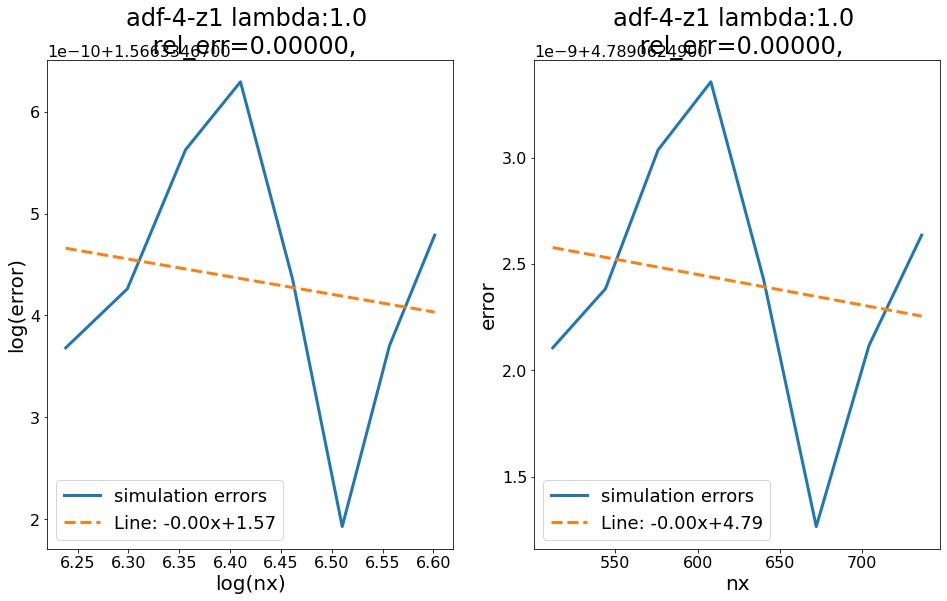 adf-4-z1 lambda:1.0
rel_err=0.00000,
1e−10+1.5663346700
6
5
4
3
2
log(error)
simulation errors
Line: -0.00x+1.57
6.25 6.30 6.35 6.40 6.45 6.50 6.55 6.60
log(nx)
adf-4-z1 lambda:1.0
rel_err=0.00000,
1e−9+4.7890624900
3.0
2.5
2.0
1.5
error
simulation errors
Line: -0.00x+4.79
550 600 650 700
nx